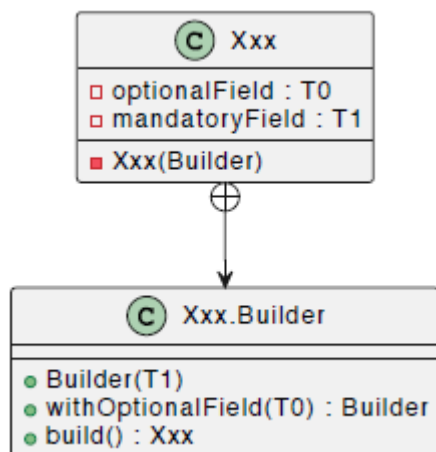 C Xxx
optionalField : T0
mandatoryField : T1
Xxx(Builder)
C Xxx.Builder
Builder(T1)
withOptionalField(T0) : Builder
build() : Xxx